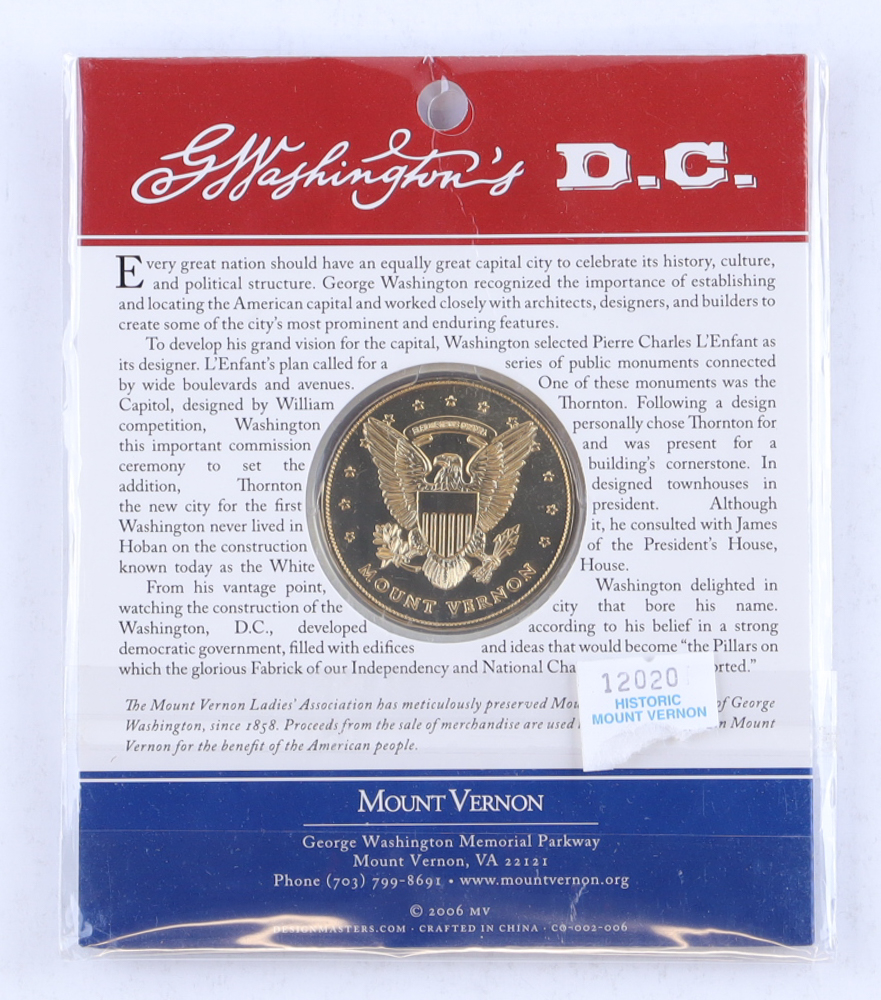 GWashington's D.C.
Every great nation should have an equally great capital city to celebrate its history, culture,
and political structure. George Washington recognized the importance of establishing
and locating the American capital and worked closely with architects, designers, and builders to
create some of the city's most prominent and enduring features.
To develop his grand vision for the capital, Washington selected Pierre Charles L'Enfant as
its designer. L'Enfant's plan called for a series of public monuments connected
by wide boulevards and avenues. One of these monuments was the
Capitol, designed by William Thornton. Following a design
competition, Washington personally chose Thornton for
this important commission and was present for a
ceremony to set the building's cornerstone. In
addition, Thornton designed townhouses in
the new city for the first president. Although
Washington never lived in it, he consulted with James
Hoban on the construction of the President's House,
known today as the White House.
From his vantage point, Washington delighted in
watching the construction of the city that bore his name.
Washington, D.C., developed according to his belief in a strong
democratic government, filled with edifices and ideas that would become "the Pillars on
which the glorious Fabrick of our Independency and National Cha orted."
The Mount Vernon Ladies' Association has meticulously preserved Mou of George
Washington, since 1858. Proceeds from the sale of merchandise are used n Mount
Vernon for the benefit of the American people.
MOUNT VERNON
12020
HISTORIC
MOUNT VERNON
MOUNT VERNON
George Washington Memorial Parkway
Mount Vernon, VA 22121
Phone (703) 799-8691 • www.mountvernon.org
© 2006 MV
DESIGNMASTERS.COM · CRAFTED IN CHINA · CO-002-006